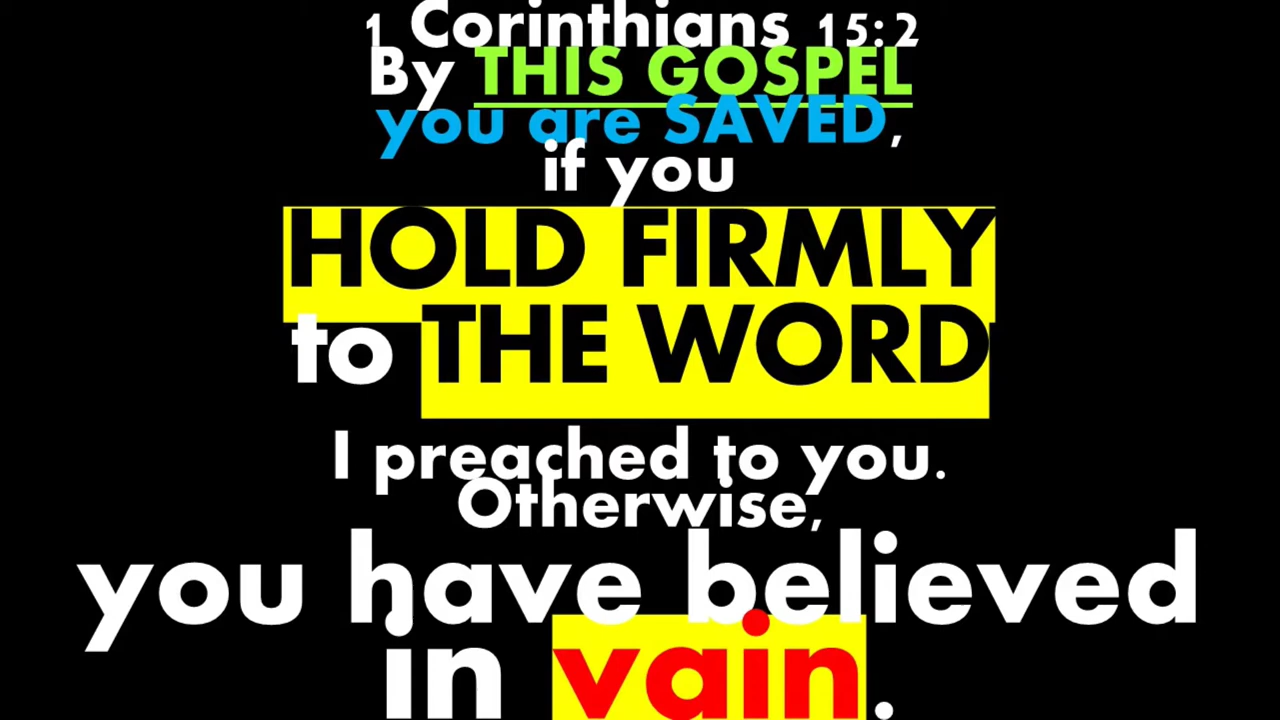 1 Corinthians 15:2
By THIS GOSPEL
you are SAVED,
if you
HOLD FIRMLY
to THE WORD
I preached to you.
Otherwise,
you have believed
in vain.